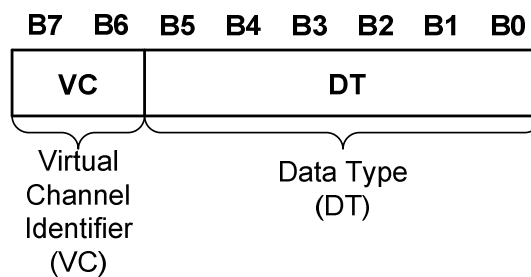 B7 B6 B5 B4 B3 B2 B1 B0
VC DT
Virtual
Channel
Identifier
(VC)
Data Type
(DT)